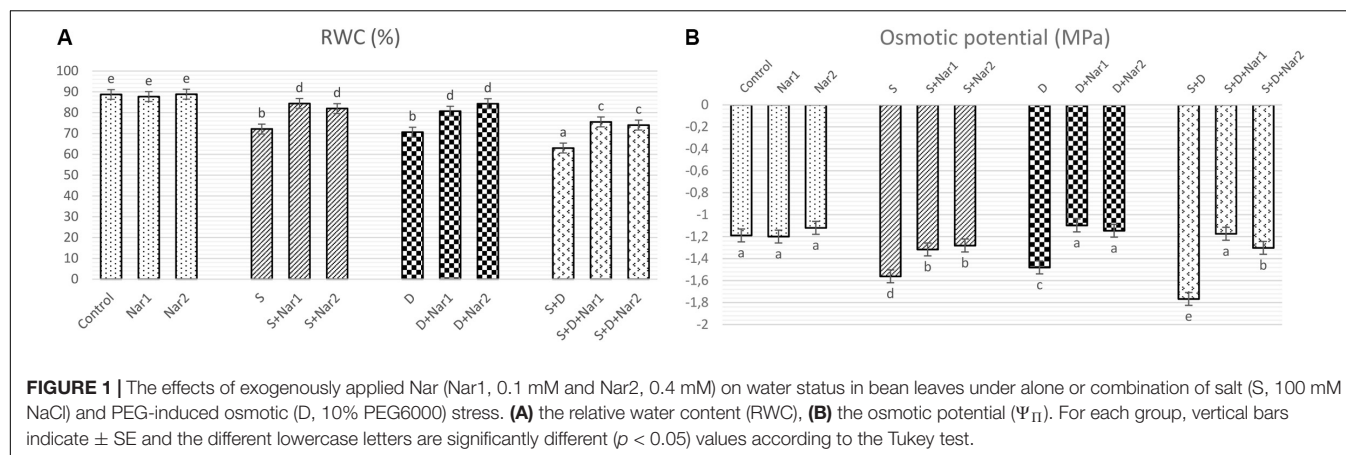 A
RWC (%)
100
90
80
70
60
50
40
30
20
10
0
e
e
e
b
d
d
b
d
d
a
c
c
Control
Nar1
Nar2
S
S+Nar1
S+Nar2
D
D+Nar1
D+Nar2
S+D
S+D+Nar1
S+D+Nar2
B
Osmotic potential (MPa)
Control
Nar1
Nar2
S
S+Nar1
S+Nar2
D
D+Nar1
D+Nar2
S+D
S+D+Nar1
S+D+Nar2
0
-0,2
-0,4
-0,6
-0,8
-1
-1,2
-1,4
-1,6
-1,8
-2
a
a
a
d
b
b
c
a
a
e
a
b
FIGURE 1 | The effects of exogenously applied Nar (Nar1, 0.1 mM and Nar2, 0.4 mM) on water status in bean leaves under alone or combination of salt (S, 100 mM
NaCl) and PEG-induced osmotic (D, 10% PEG6000) stress. (A) the relative water content (RWC), (B) the osmotic potential (ΨΠ). For each group, vertical bars
indicate ± SE and the different lowercase letters are significantly different (p < 0.05) values according to the Tukey test.